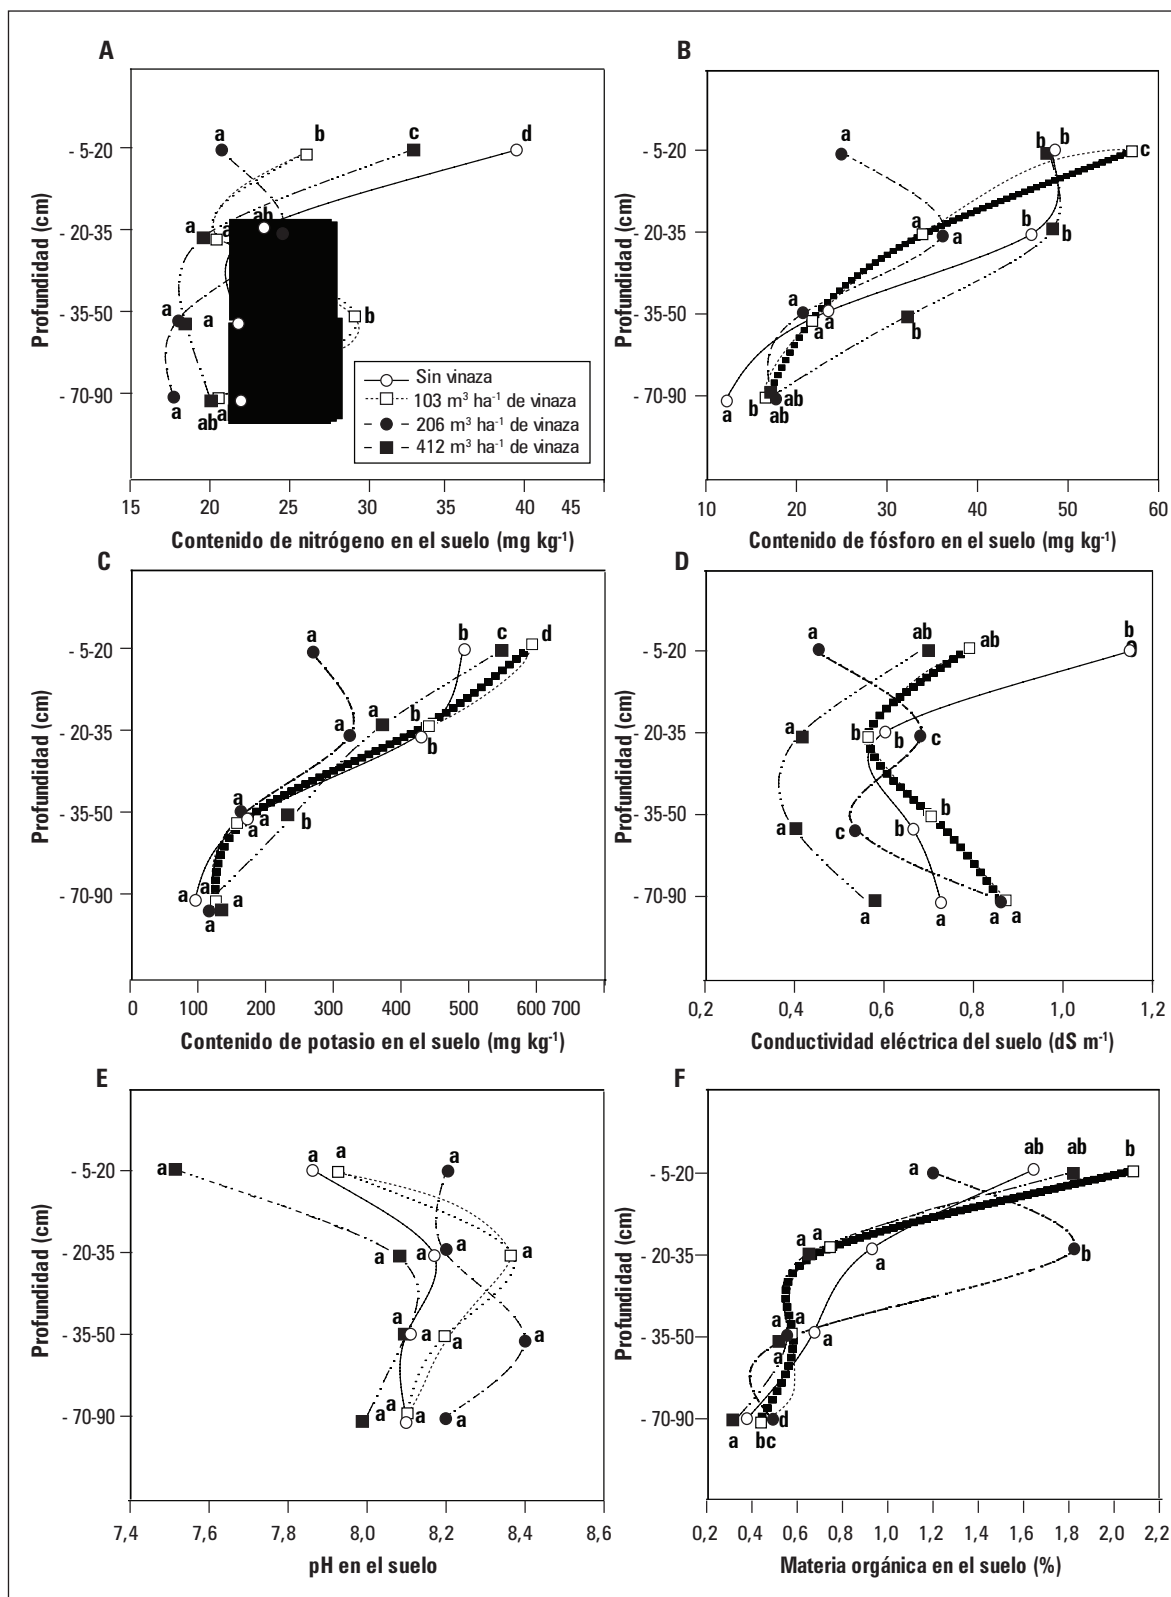 A
a b c d
- 5-20
a a ab
- 20-35
a a b
- 35-50
a ab a
- 70-90
Profundidad (cm)
Sin vinaza
103 m³ ha⁻¹ de vinaza
206 m³ ha⁻¹ de vinaza
412 m³ ha⁻¹ de vinaza
15 20 25 30 35 40 45
Contenido de nitrógeno en el suelo (mg kg⁻¹)
B
a b b c
- 5-20
a a b b
- 20-35
a a b
- 35-50
a b ab ab
- 70-90
Profundidad (cm)
10 20 30 40 50 60
Contenido de fósforo en el suelo (mg kg⁻¹)
C
a b c d
- 5-20
a a b b
- 20-35
a a a b
- 35-50
a a a a
- 70-90
Profundidad (cm)
0 100 200 300 400 500 600 700
Contenido de potasio en el suelo (mg kg⁻¹)
D
a ab ab b
- 5-20
a b b c
- 20-35
a c b b
- 35-50
a a a a
- 70-90
Profundidad (cm)
0,2 0,4 0,6 0,8 1,0 1,2
Conductividad eléctrica del suelo (dS m⁻¹)
E
a a a a
- 5-20
a a a a
- 20-35
a a a a
- 35-50
a a a a
- 70-90
Profundidad (cm)
7,4 7,6 7,8 8,0 8,2 8,4 8,6
pH en el suelo
F
a ab ab b
- 5-20
a a a b
- 20-35
a a a a
- 35-50
a bc d
- 70-90
Profundidad (cm)
0,2 0,4 0,6 0,8 1,0 1,2 1,4 1,6 1,8 2,0 2,2
Materia orgánica en el suelo (%)